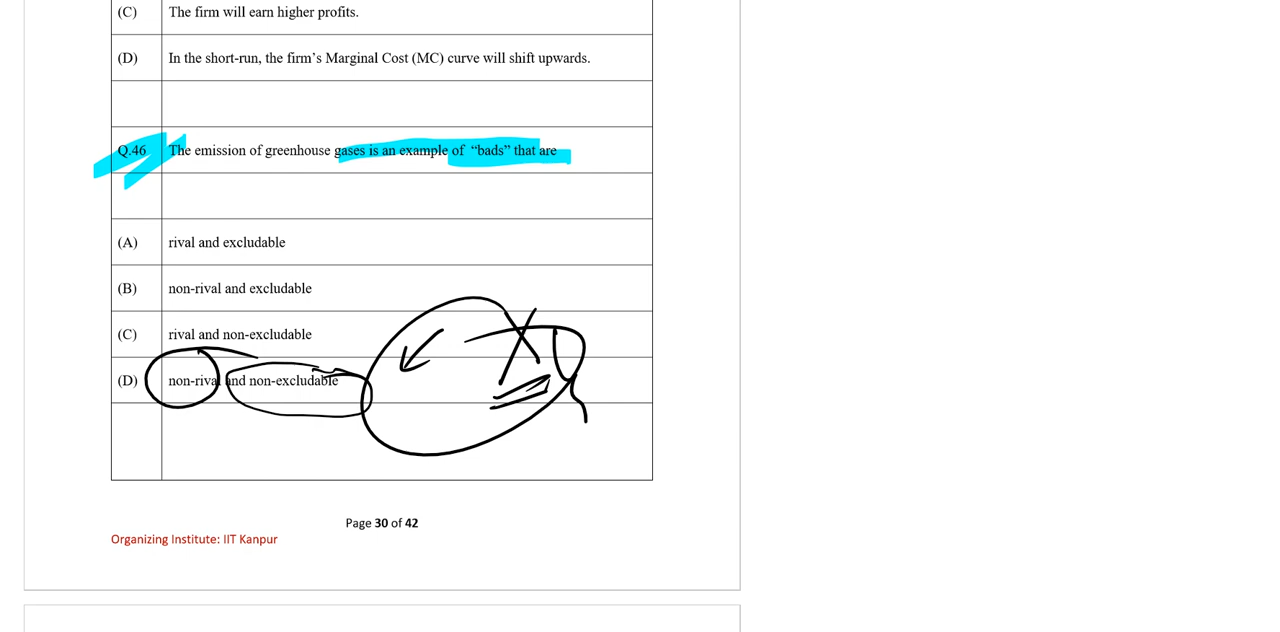 (C) The firm will earn higher profits.
(D) In the short-run, the firm's Marginal Cost (MC) curve will shift upwards.
Q.46 The emission of greenhouse gases is an example of “bads” that are
(A) rival and excludable
(B) non-rival and excludable
(C) rival and non-excludable
(D) non-rival and non-excludable
Page 30 of 42
Organizing Institute: IIT Kanpur